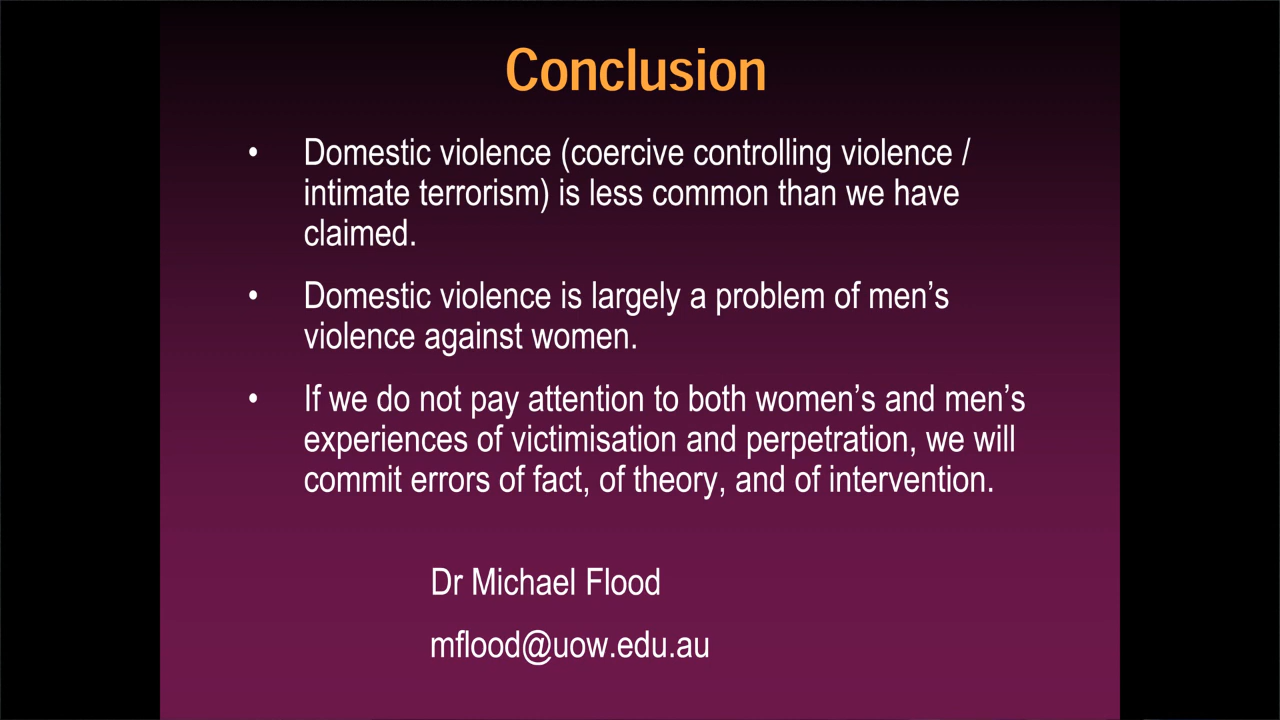 Conclusion
• Domestic violence (coercive controlling violence /
intimate terrorism) is less common than we have
claimed.
• Domestic violence is largely a problem of men’s
violence against women.
• If we do not pay attention to both women’s and men’s
experiences of victimisation and perpetration, we will
commit errors of fact, of theory, and of intervention.
Dr Michael Flood
mflood@uow.edu.au